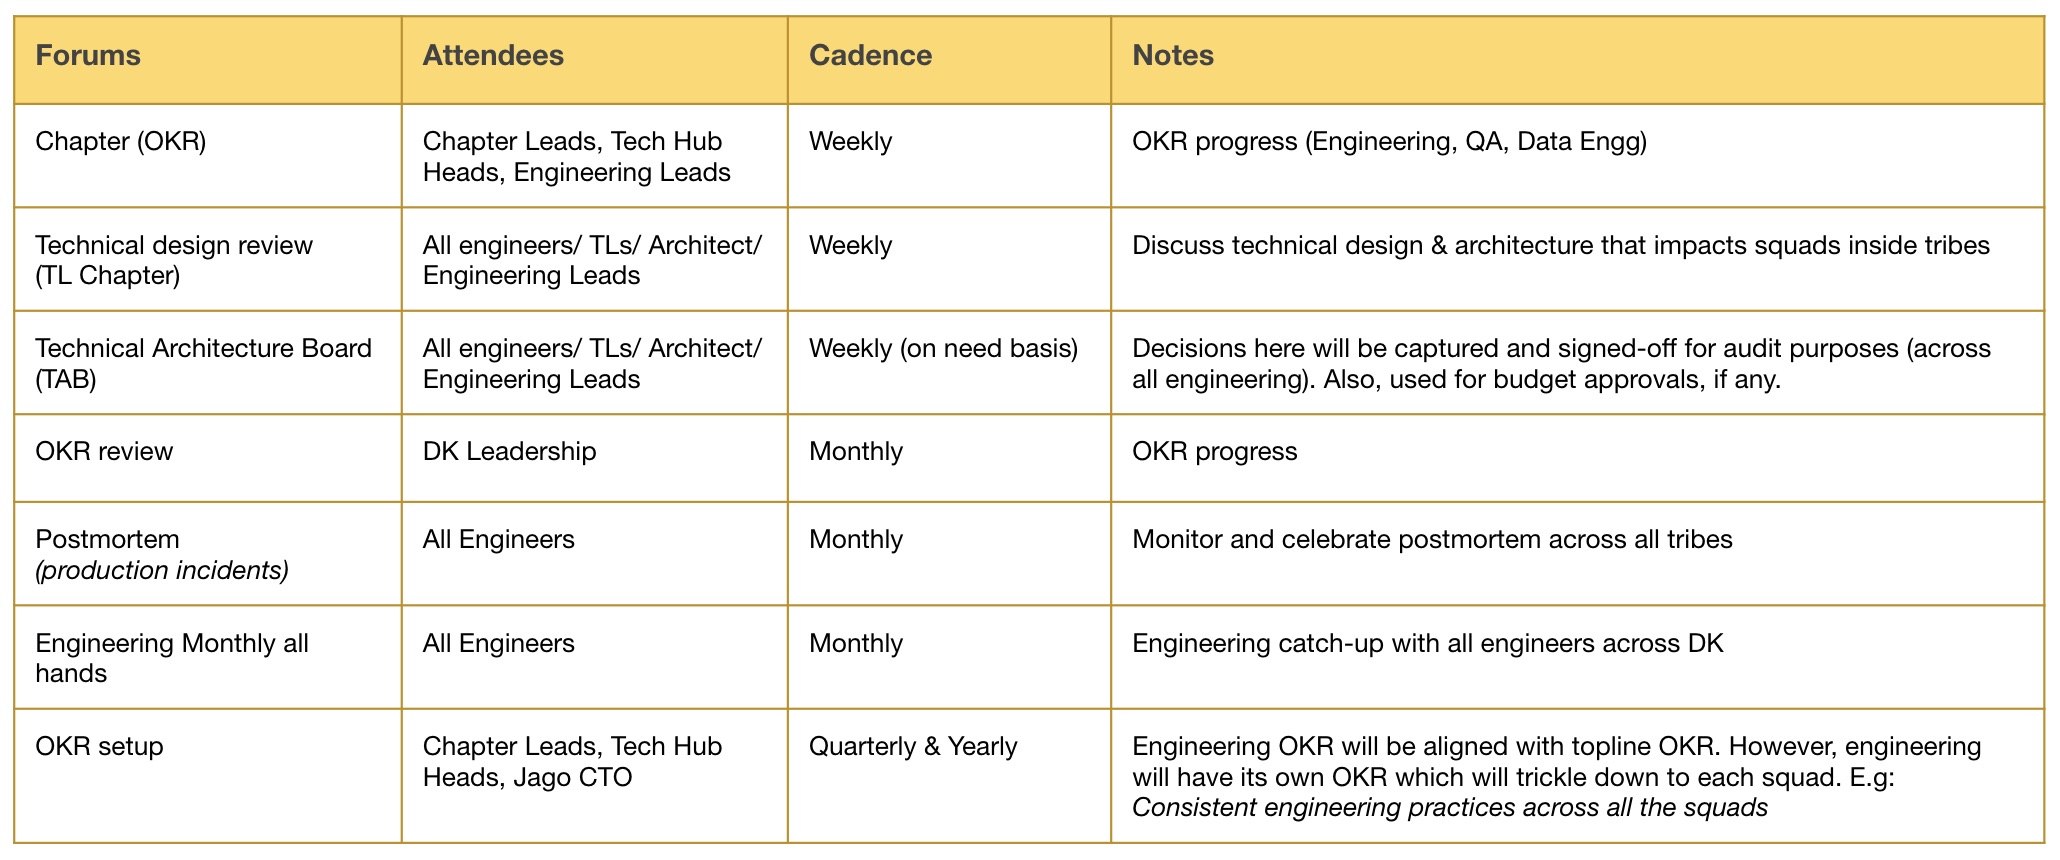 Forums
Attendees
Cadence
Notes
Chapter (OKR)
Chapter Leads, Tech Hub
Heads, Engineering Leads
Weekly
OKR progress (Engineering, QA, Data Engg)
Technical design review
(TL Chapter)
All engineers/ TLs/ Architect/
Engineering Leads
Weekly
Discuss technical design & architecture that impacts squads inside tribes
Technical Architecture Board
(TAB)
All engineers/ TLs/ Architect/
Engineering Leads
Weekly (on need basis)
Decisions here will be captured and signed-off for audit purposes (across
all engineering). Also, used for budget approvals, if any.
OKR review
DK Leadership
Monthly
OKR progress
Postmortem
(production incidents)
All Engineers
Monthly
Monitor and celebrate postmortem across all tribes
Engineering Monthly all
hands
All Engineers
Monthly
Engineering catch-up with all engineers across DK
OKR setup
Chapter Leads, Tech Hub
Heads, Jago CTO
Quarterly & Yearly
Engineering OKR will be aligned with topline OKR. However, engineering
will have its own OKR which will trickle down to each squad. E.g:
Consistent engineering practices across all the squads